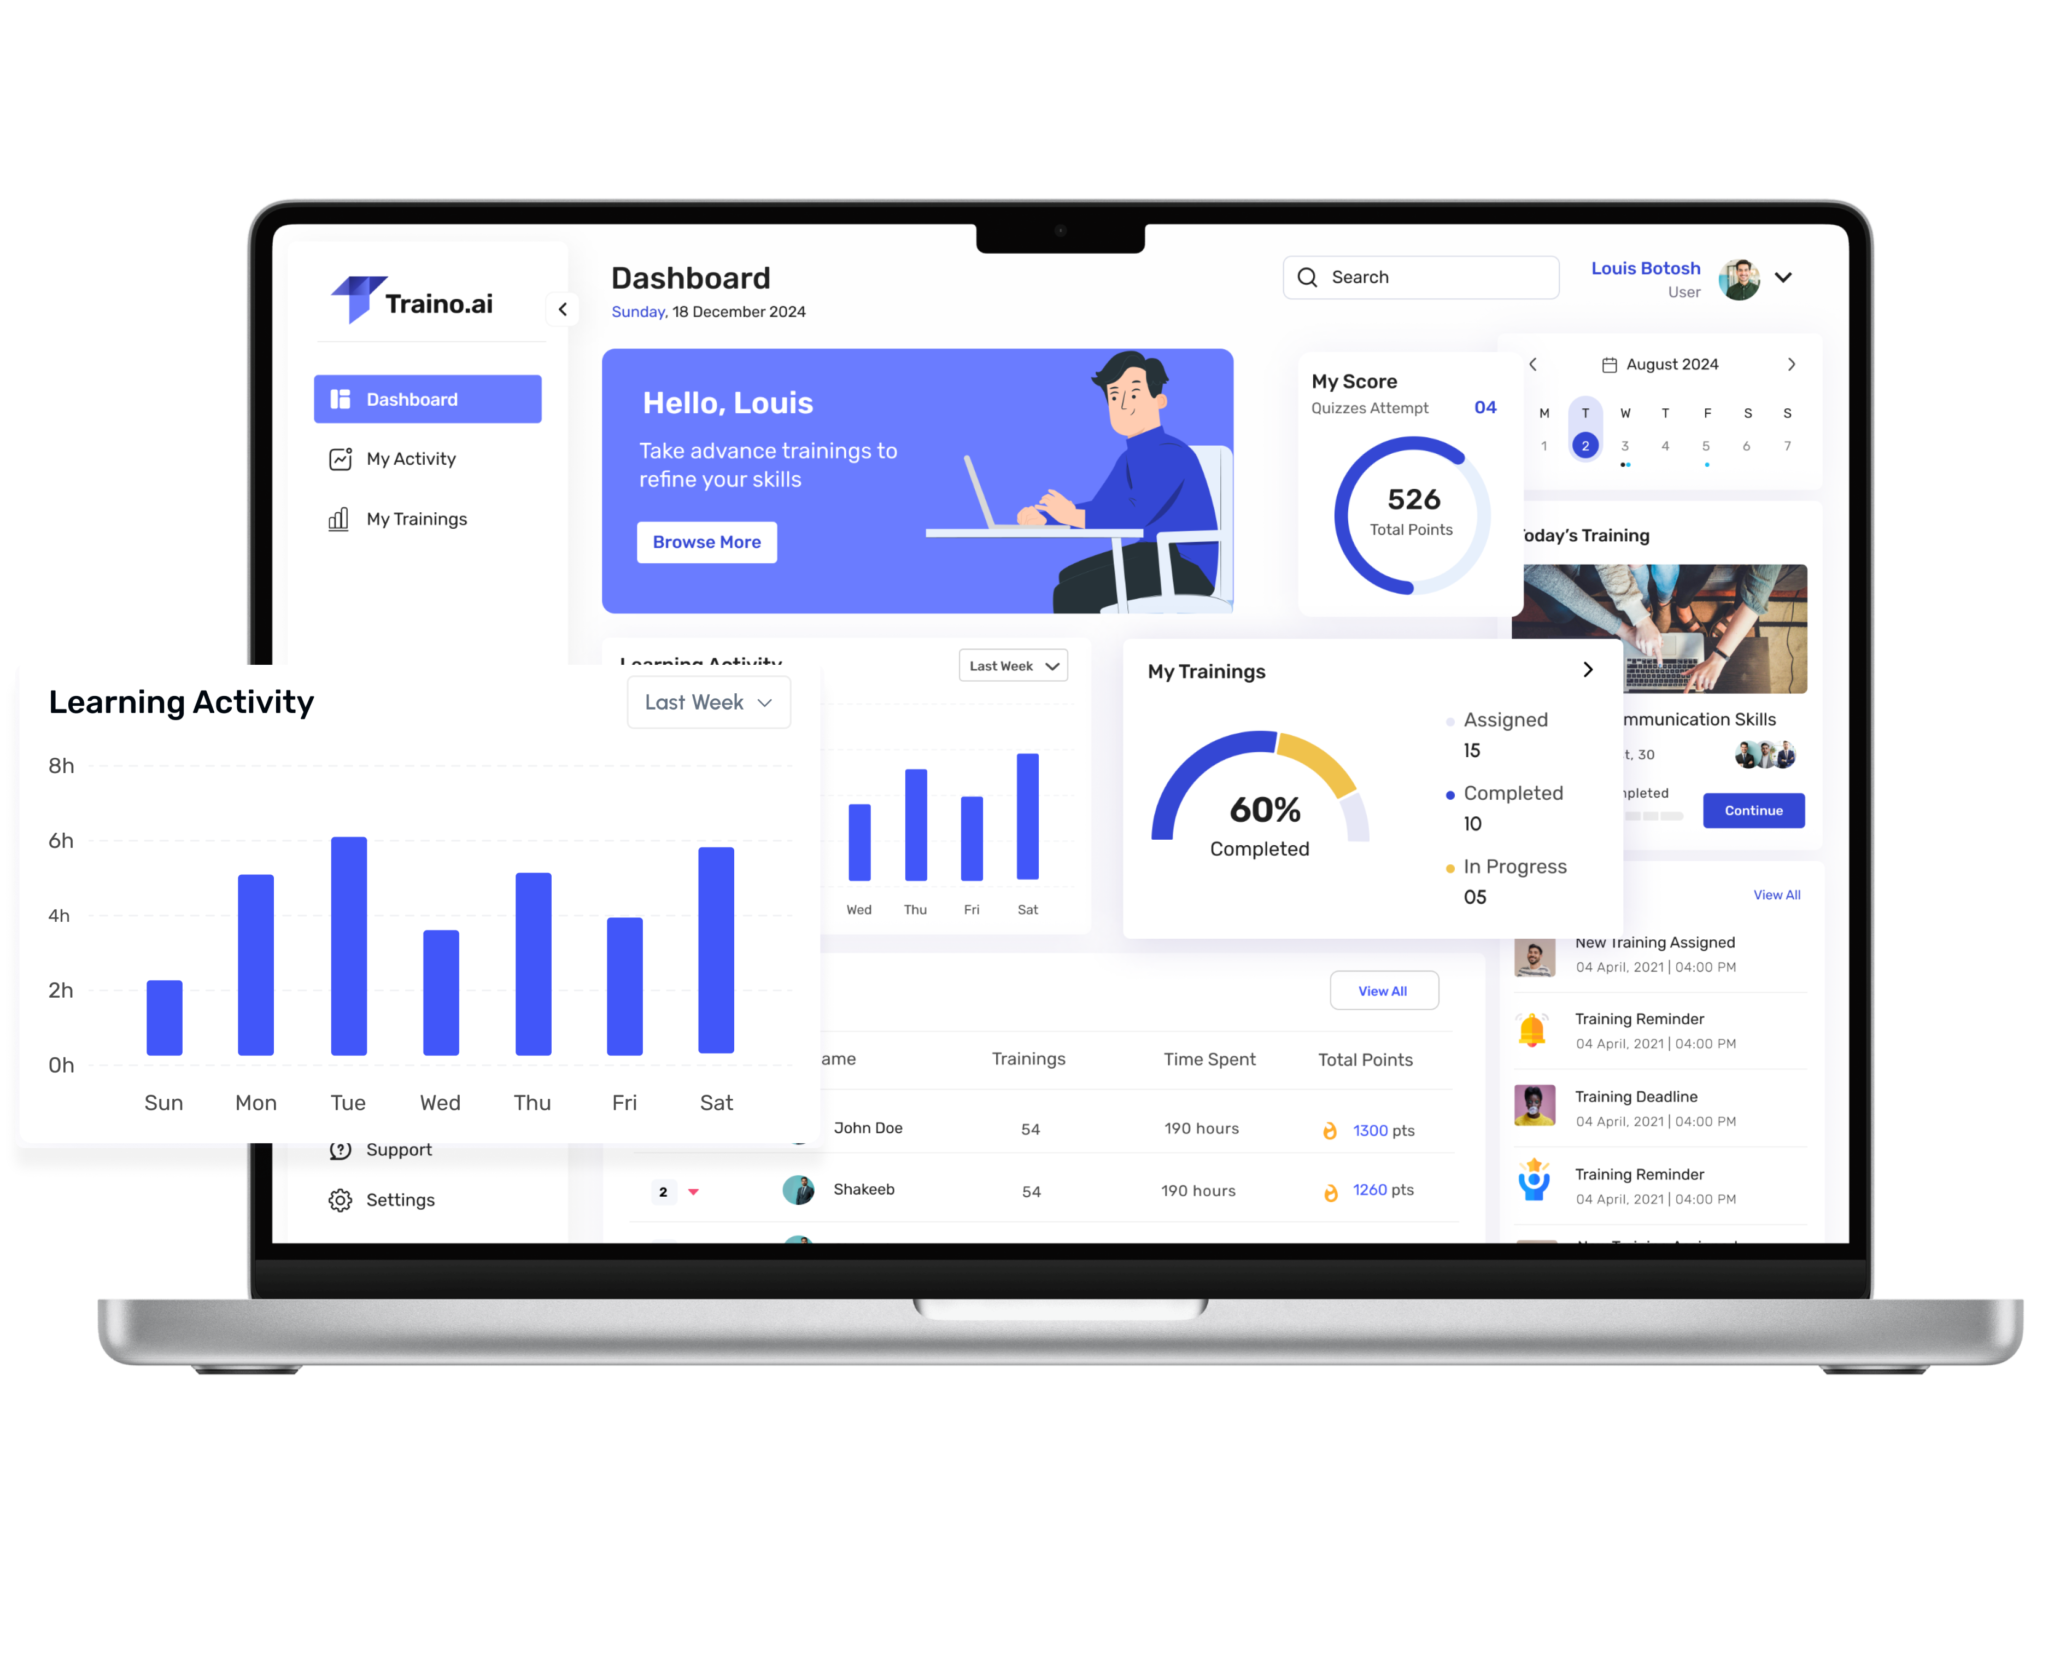 Traino.ai
Dashboard
Sunday, 18 December 2024
Search
Louis Botosh
User
Dashboard
My Activity
My Trainings
Support
Settings
Hello, Louis
Take advance trainings to
refine your skills
Browse More
My Score
Quizzes Attempt 04
526
Total Points
August 2024
M T W T F S S
1 2 3 4 5 6 7
Today's Training
mmunication Skills
t, 30
pleted
Continue
Learning Activity
Last Week
Wed Thu Fri Sat
Learning Activity
Last Week
8h
6h
4h
2h
0h
Sun Mon Tue Wed Thu Fri Sat
My Trainings
60%
Completed
Assigned
15
Completed
10
In Progress
05
View All
ame Trainings Time Spent Total Points
John Doe 54 190 hours 1300 pts
2 Shakeeb 54 190 hours 1260 pts
View All
New Training Assigned
04 April, 2021 | 04:00 PM
Training Reminder
04 April, 2021 | 04:00 PM
Training Deadline
04 April, 2021 | 04:00 PM
Training Reminder
04 April, 2021 | 04:00 PM